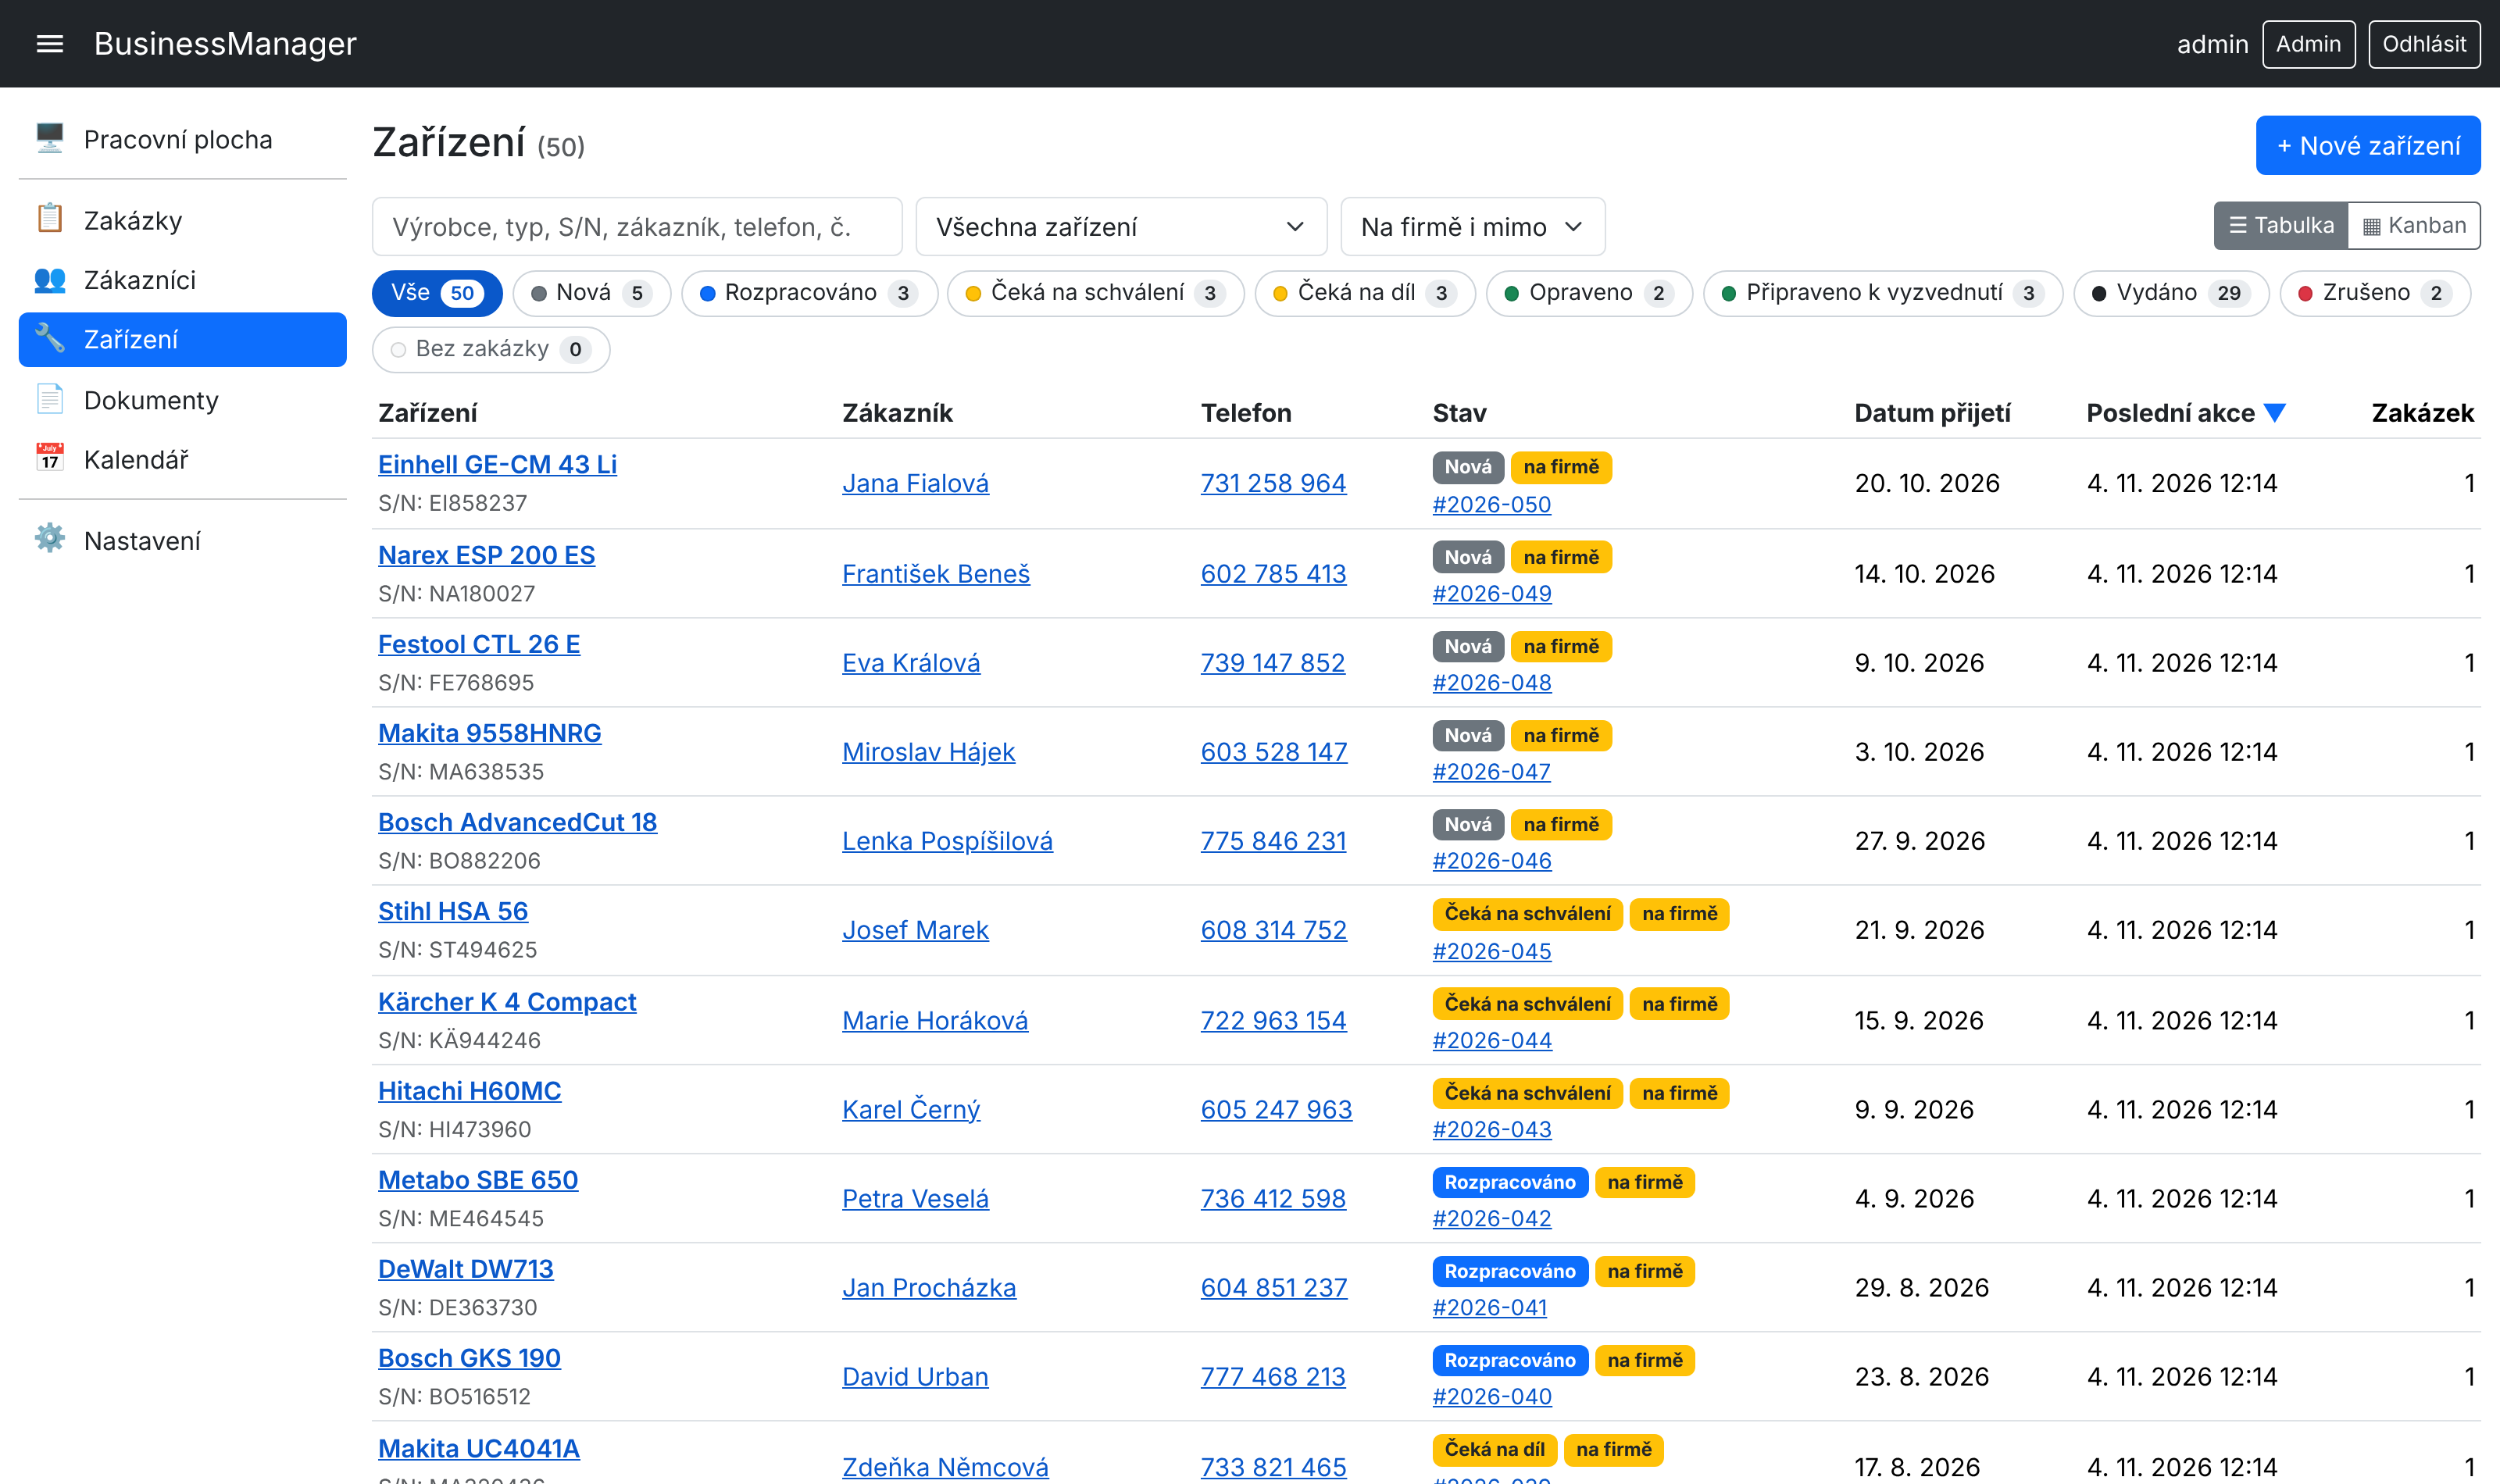 BusinessManager
admin Admin Odhlásit
Pracovní plocha
Zakázky
Zákazníci
Zařízení
Dokumenty
Kalendář
Nastavení
Zařízení (50)
+ Nové zařízení
Výrobce, typ, S/N, zákazník, telefon, č.
Všechna zařízení
Na firmě i mimo
Tabulka
Kanban
Vše 50
Nová 5
Rozpracováno 3
Čeká na schválení 3
Čeká na díl 3
Opraveno 2
Připraveno k vyzvednutí 3
Vydáno 29
Zrušeno 2
Bez zakázky 0
Zařízení Zákazník Telefon Stav Datum přijetí Poslední akce Zakázek
Einhell GE-CM 43 Li
S/N: EI858237
Jana Fialová
731 258 964
Nová na firmě
#2026-050
20. 10. 2026
4. 11. 2026 12:14
1
Narex ESP 200 ES
S/N: NA180027
František Beneš
602 785 413
Nová na firmě
#2026-049
14. 10. 2026
4. 11. 2026 12:14
1
Festool CTL 26 E
S/N: FE768695
Eva Králová
739 147 852
Nová na firmě
#2026-048
9. 10. 2026
4. 11. 2026 12:14
1
Makita 9558HNRG
S/N: MA638535
Miroslav Hájek
603 528 147
Nová na firmě
#2026-047
3. 10. 2026
4. 11. 2026 12:14
1
Bosch AdvancedCut 18
S/N: BO882206
Lenka Pospíšilová
775 846 231
Nová na firmě
#2026-046
27. 9. 2026
4. 11. 2026 12:14
1
Stihl HSA 56
S/N: ST494625
Josef Marek
608 314 752
Čeká na schválení na firmě
#2026-045
21. 9. 2026
4. 11. 2026 12:14
1
Kärcher K 4 Compact
S/N: KÄ944246
Marie Horáková
722 963 154
Čeká na schválení na firmě
#2026-044
15. 9. 2026
4. 11. 2026 12:14
1
Hitachi H60MC
S/N: HI473960
Karel Černý
605 247 963
Čeká na schválení na firmě
#2026-043
9. 9. 2026
4. 11. 2026 12:14
1
Metabo SBE 650
S/N: ME464545
Petra Veselá
736 412 598
Rozpracováno na firmě
#2026-042
4. 9. 2026
4. 11. 2026 12:14
1
DeWalt DW713
S/N: DE363730
Jan Procházka
604 851 237
Rozpracováno na firmě
#2026-041
29. 8. 2026
4. 11. 2026 12:14
1
Bosch GKS 190
S/N: BO516512
David Urban
777 468 213
Rozpracováno na firmě
#2026-040
23. 8. 2026
4. 11. 2026 12:14
1
Makita UC4041A
Zdeňka Němcová
733 821 465
Čeká na díl na firmě
17. 8. 2026
4. 11. 2026 12:14
1